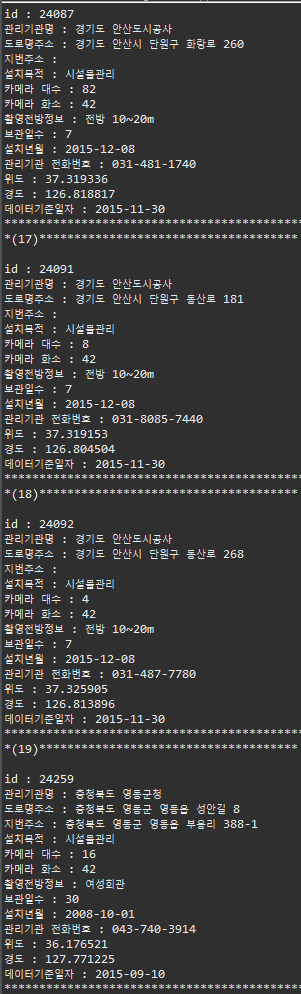 id : 24087
관리기관명 : 경기도 안산도시공사
도로명주소 : 경기도 안산시 단원구 화랑로 260
지번주소 :
설치목적 : 시설물관리
카메라 대수 : 82
카메라 화소 : 42
촬영전방정보 : 전방 10~20m
보관일수 : 7
설치년월 : 2015-12-08
관리기관 전화번호 : 031-481-1740
위도 : 37.319336
경도 : 126.818817
데이터기준일자 : 2015-11-30
******************************************
*(17)*************************************
id : 24091
관리기관명 : 경기도 안산도시공사
도로명주소 : 경기도 안산시 단원구 동산로 181
지번주소 :
설치목적 : 시설물관리
카메라 대수 : 8
카메라 화소 : 42
촬영전방정보 : 전방 10~20m
보관일수 : 7
설치년월 : 2015-12-08
관리기관 전화번호 : 031-8085-7440
위도 : 37.319153
경도 : 126.804504
데이터기준일자 : 2015-11-30
******************************************
*(18)*************************************
id : 24092
관리기관명 : 경기도 안산도시공사
도로명주소 : 경기도 안산시 단원구 동산로 268
지번주소 :
설치목적 : 시설물관리
카메라 대수 : 4
카메라 화소 : 42
촬영전방정보 : 전방 10~20m
보관일수 : 7
설치년월 : 2015-12-08
관리기관 전화번호 : 031-487-7780
위도 : 37.325905
경도 : 126.813896
데이터기준일자 : 2015-11-30
******************************************
*(19)*************************************
id : 24259
관리기관명 : 충청북도 영동군청
도로명주소 : 충청북도 영동군 영동읍 성안길 8
지번주소 : 충청북도 영동군 영동읍 부용리 388-1
설치목적 : 시설물관리
카메라 대수 : 16
카메라 화소 : 42
촬영전방정보 : 여성회관
보관일수 : 30
설치년월 : 2008-10-01
관리기관 전화번호 : 043-740-3914
위도 : 36.176521
경도 : 127.771225
데이터기준일자 : 2015-09-10
******************************************